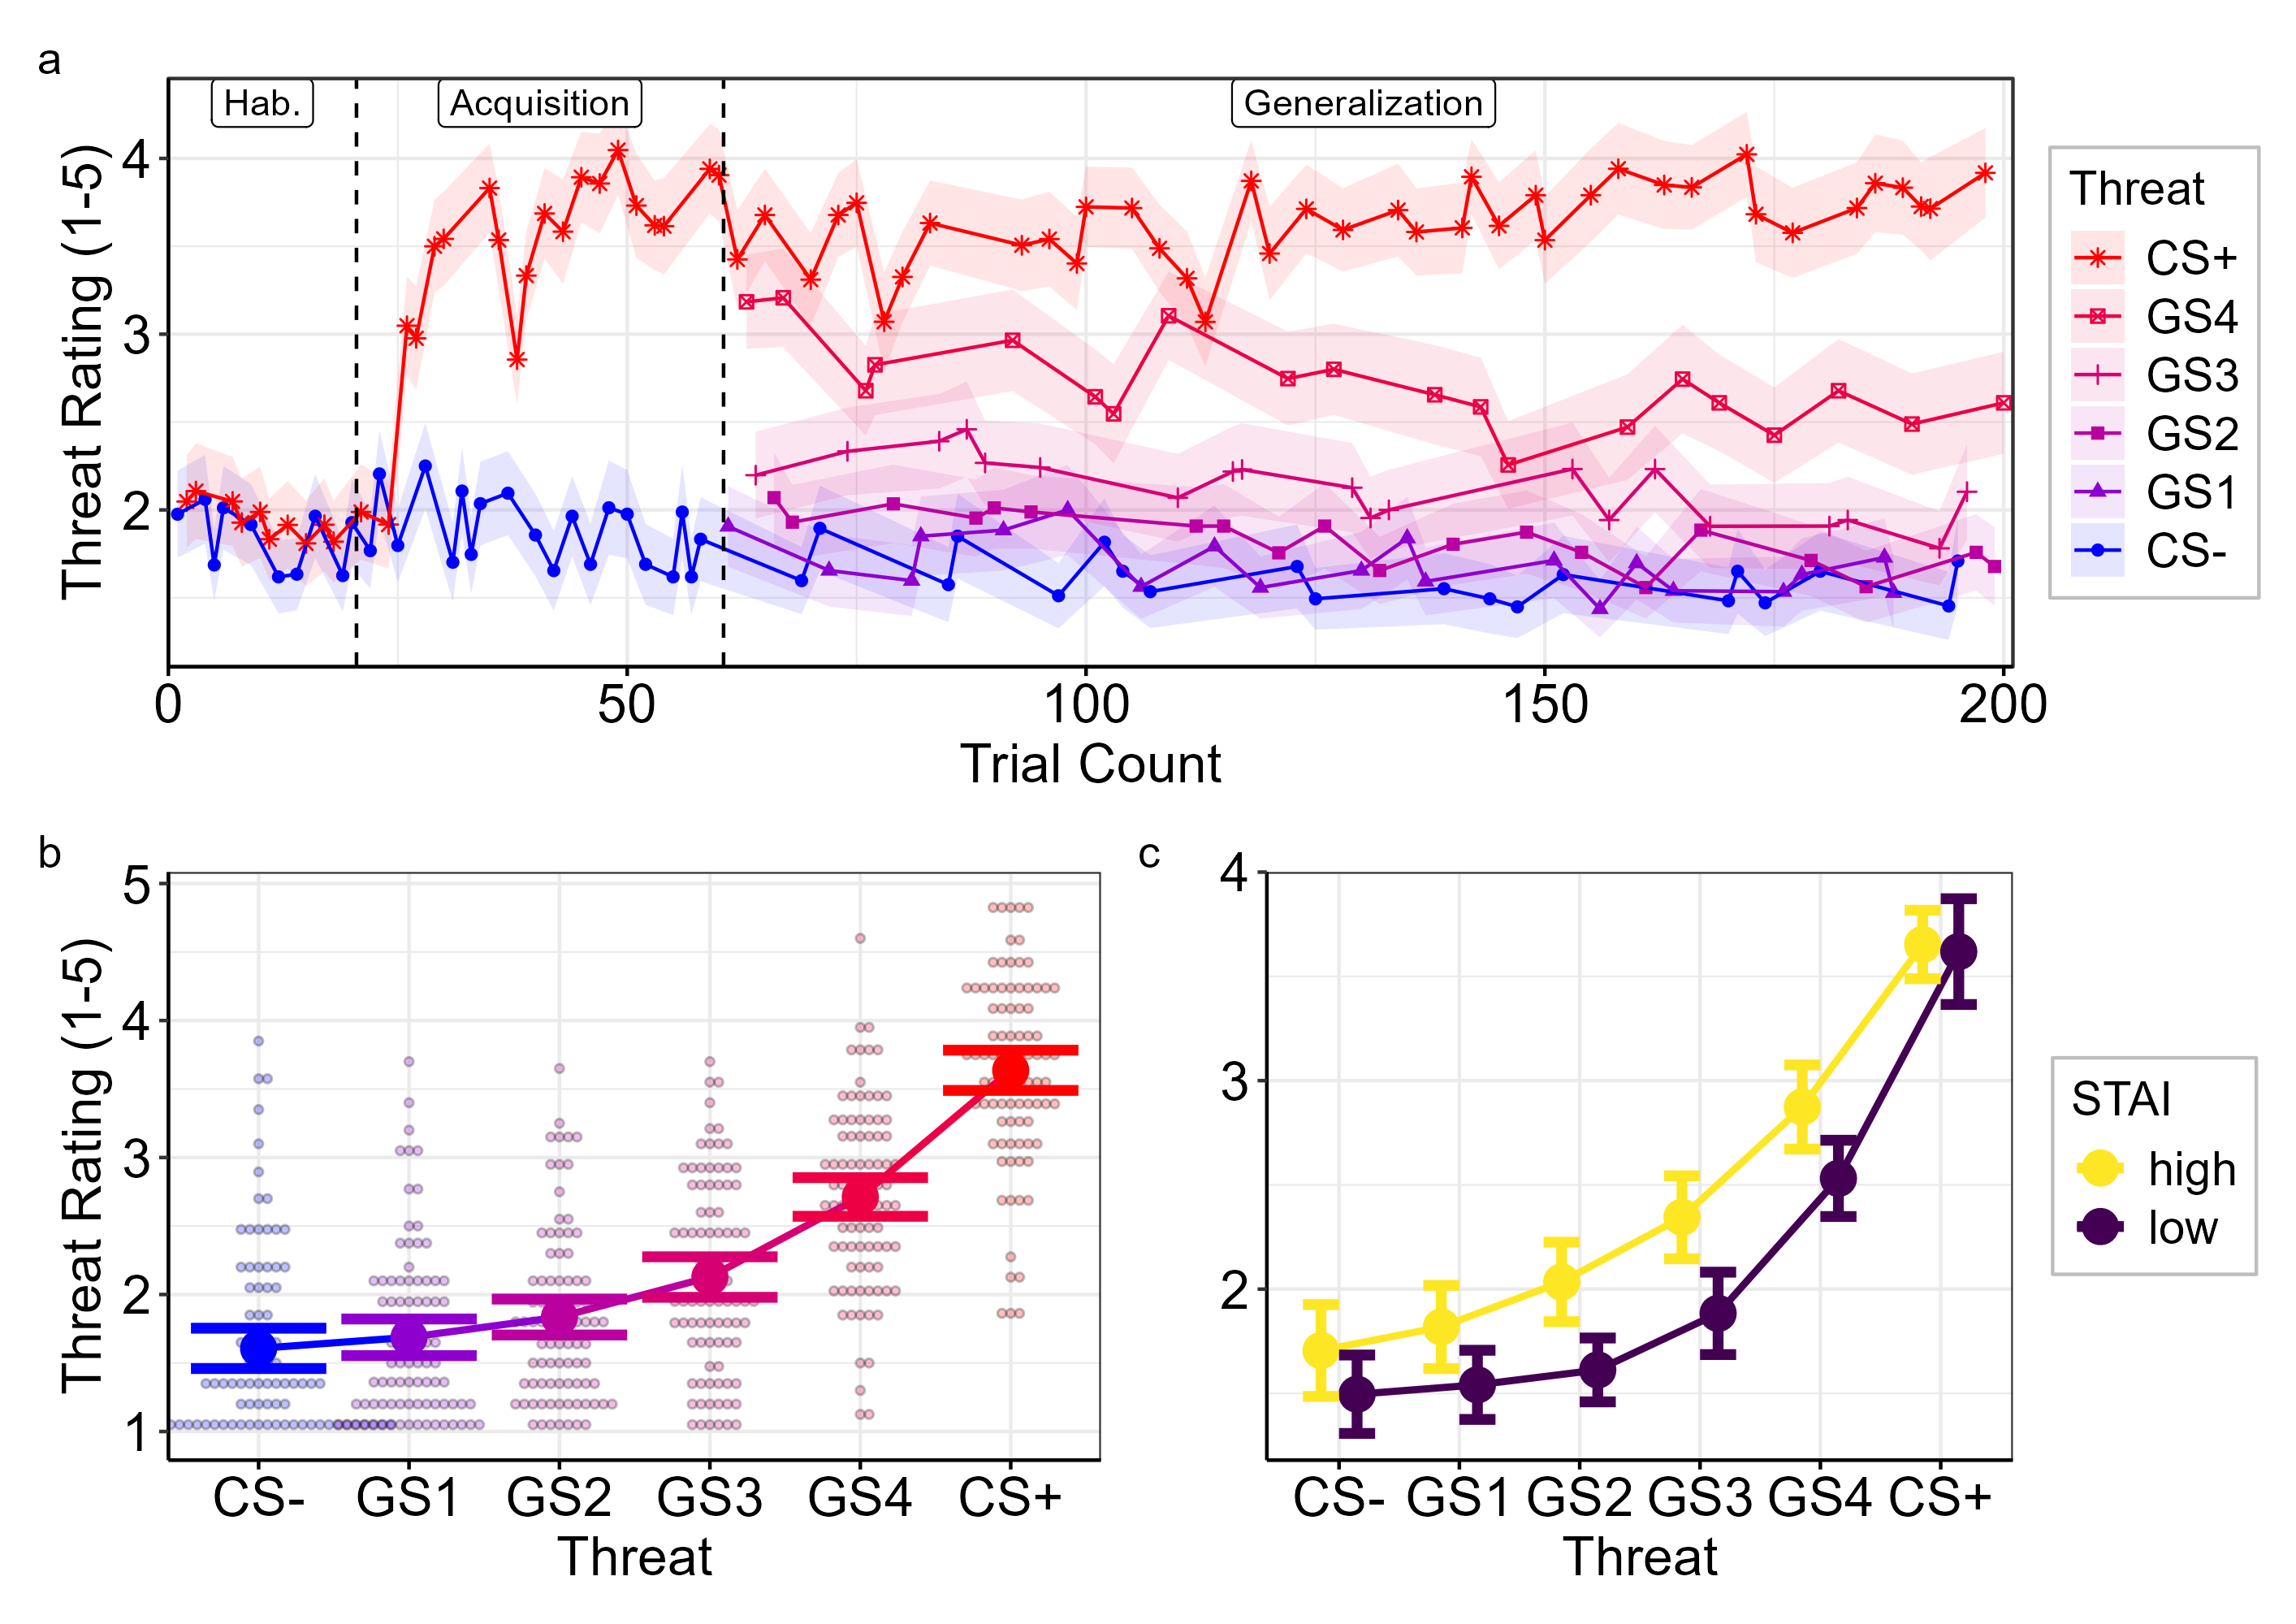 a
Hab.
Acquisition
Generalization
Threat Rating (1-5)
4
3
2
0
50
100
150
200
Trial Count
Threat
CS+
GS4
GS3
GS2
GS1
CS-
b
Threat Rating (1-5)
5
4
3
2
1
CS-
GS1
GS2
GS3
GS4
CS+
Threat
c
4
3
2
CS-
GS1
GS2
GS3
GS4
CS+
Threat
STAI
high
low